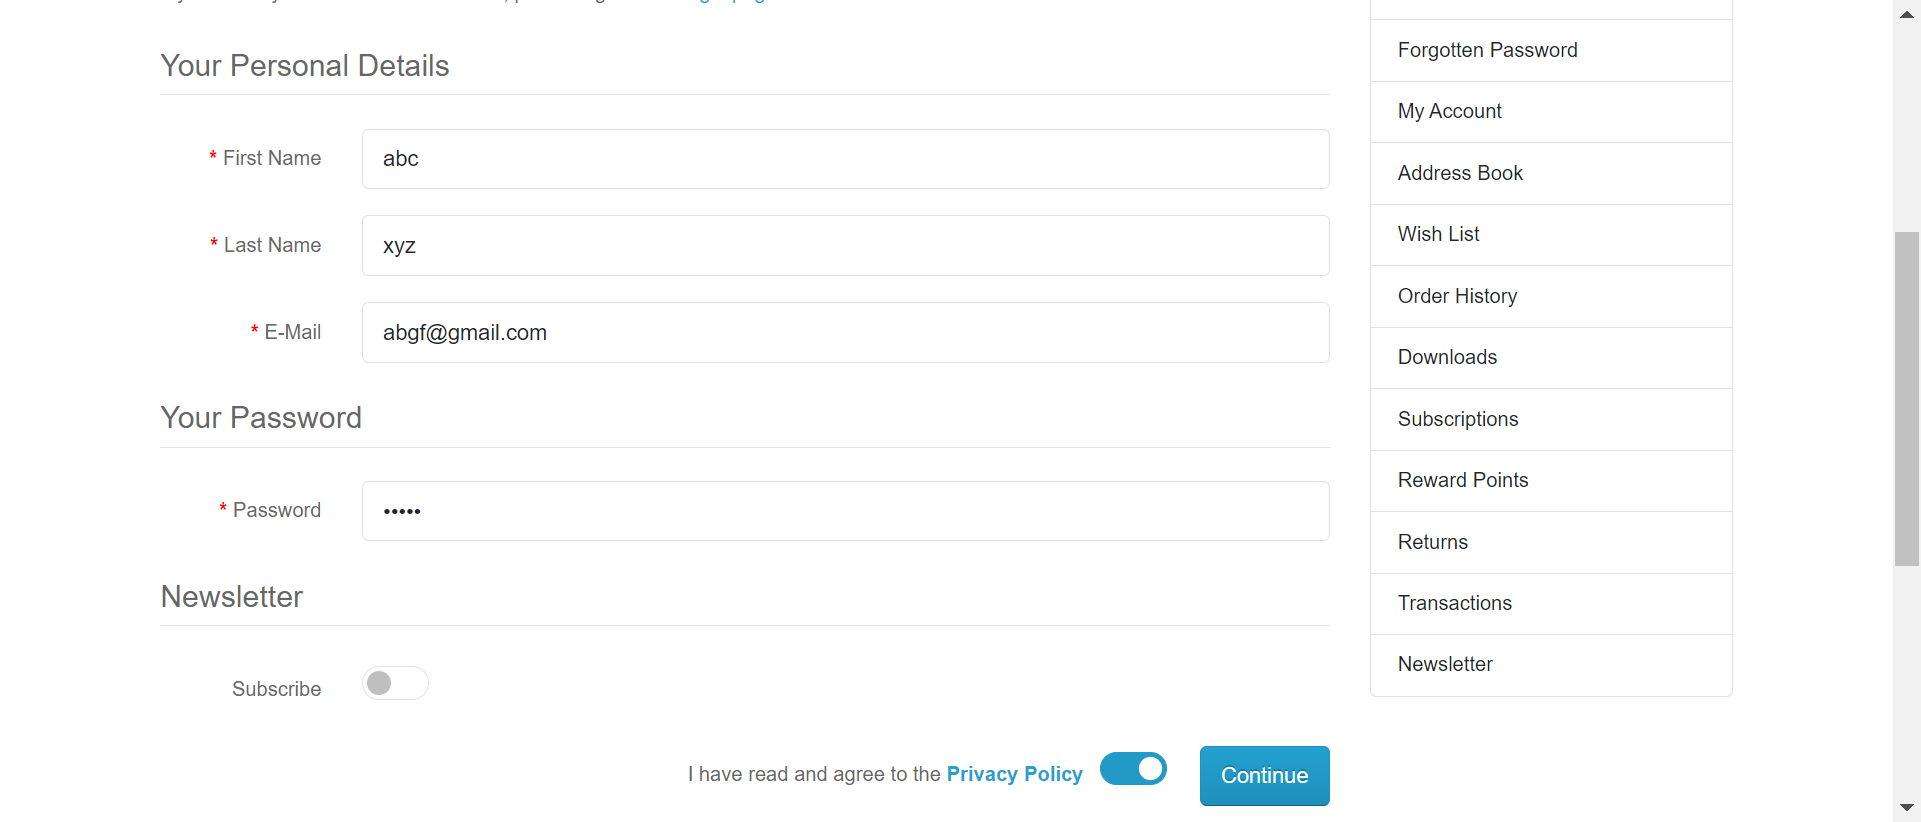 Your Personal Details
* First Name
abc
* Last Name
xyz
* E-Mail
abgf@gmail.com
Your Password
* Password
•••••
Newsletter
Subscribe
I have read and agree to the Privacy Policy
Continue
Forgotten Password
My Account
Address Book
Wish List
Order History
Downloads
Subscriptions
Reward Points
Returns
Transactions
Newsletter